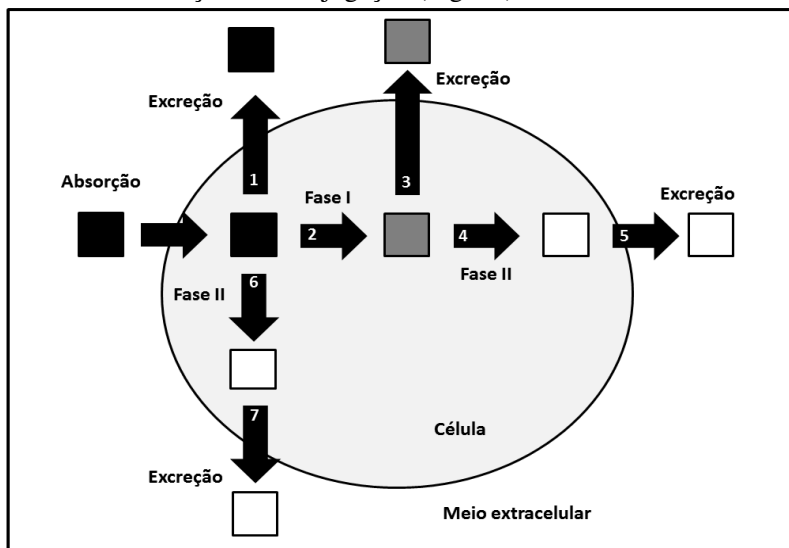 Excreção
Excreção
Absorção
1
Fase I
3
Excreção
2
4
5
Fase II
6
Fase II
7
Célula
Excreção
Meio extracelular